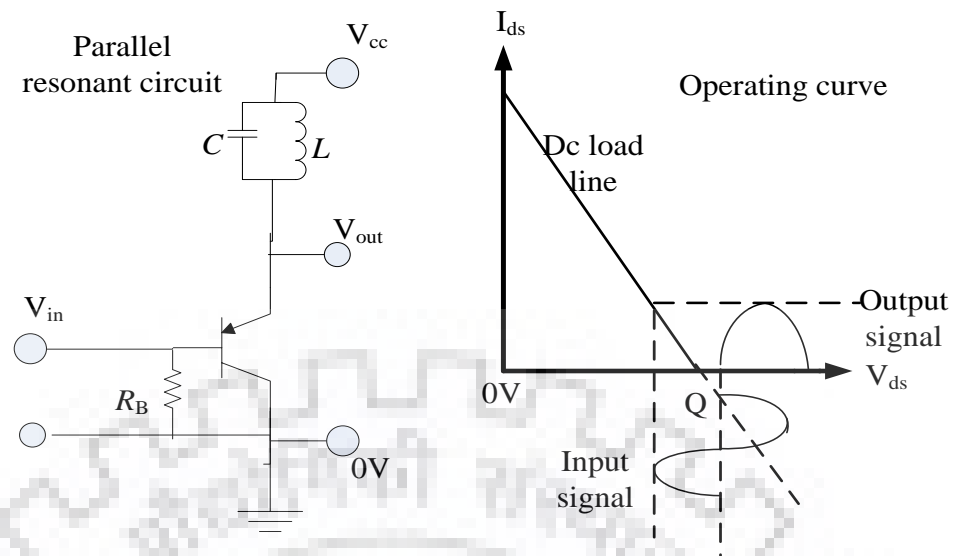 Parallel
resonant circuit
V_cc
C
L
V_out
V_in
R_B
0V
I_ds
Operating curve
Dc load
line
Output
signal
V_ds
0V
Q
Input
signal